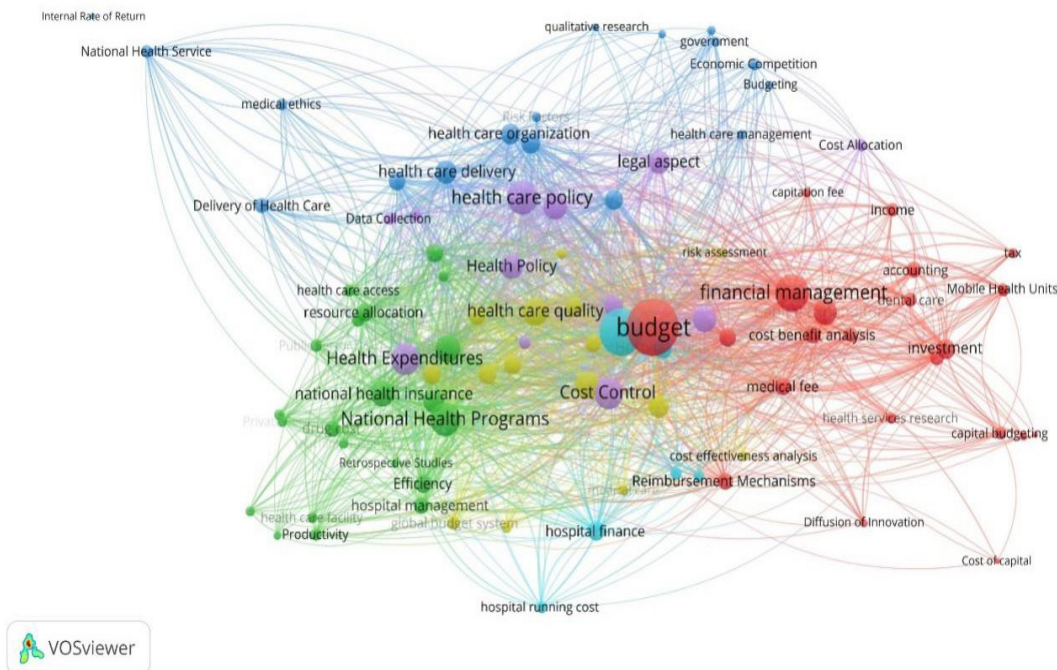 Internal Rate of Return
qualitative research
government
National Health Service
Economic Competition
Budgeting
medical ethics
Risk Factors
health care organization
health care management
Cost Allocation
legal aspect
health care delivery
health care policy
capitation fee
Delivery of Health Care
Data Collection
income
risk assessment
tax
Health Policy
accounting
health care access
financial management
Mobile Health Units
dental care
resource allocation
health care quality
budget
cost benefit analysis
investment
Health Expenditures
national health insurance
Cost Control
medical fee
National Health Programs
health services research
capital budgeting
drug cost
Retrospective Studies
cost effectiveness analysis
Efficiency
Reimbursement Mechanisms
hospital management
health care facility
global budget system
Diffusion of Innovation
Productivity
hospital finance
Cost of capital
hospital running cost
VOSviewer